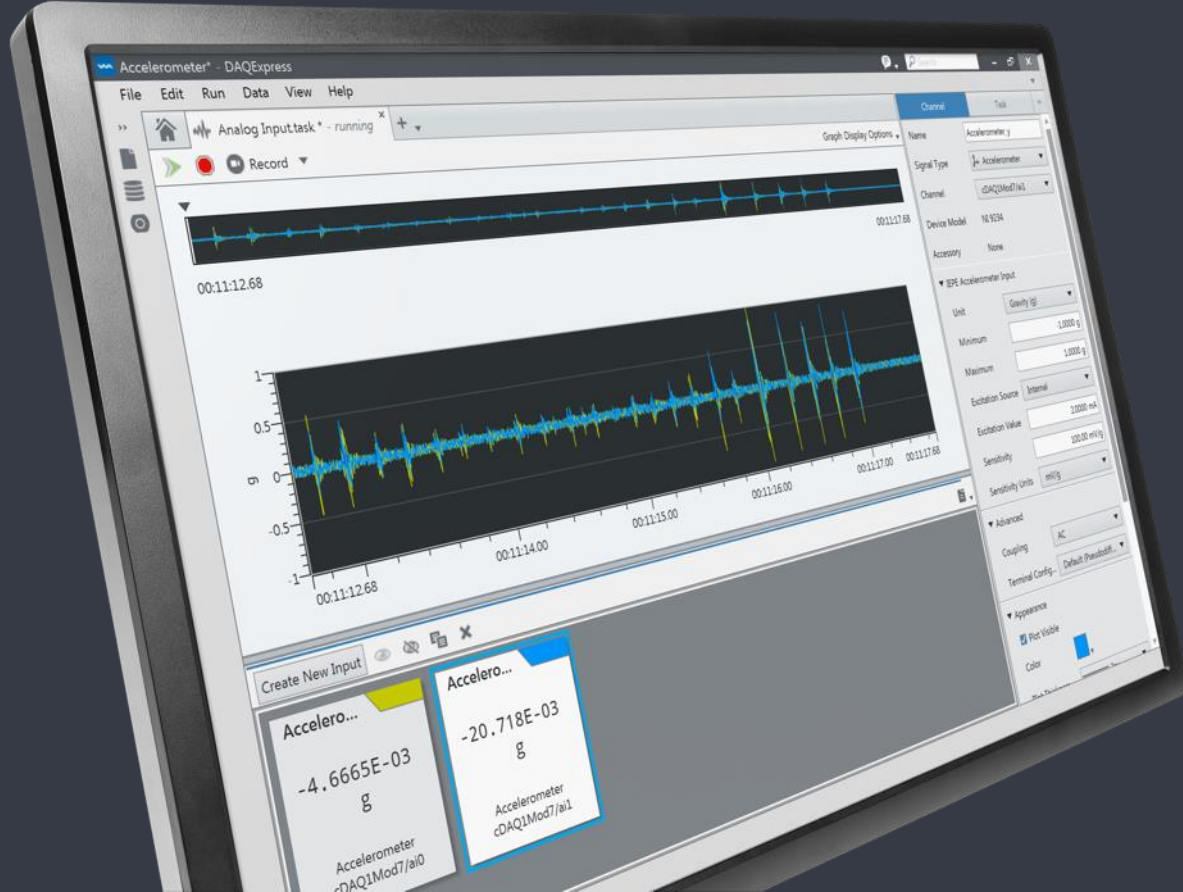 Accelerometer* - DAQExpress
File Edit Run Data View Help
Analog Input.task * - running
Record
Graph Display Options
00:11:12.68
00:11:17.68
1
0.5
0
-0.5
-1
g
00:11:12.68
00:11:14.00
00:11:15.00
00:11:16.00
00:11:17.00
00:11:17.68
Create New Input
Accelero...
-4.6665E-03
g
Accelerometer
cDAQ1Mod7/ai0
Accelero...
-20.718E-03
g
Accelerometer
cDAQ1Mod7/ai1
Channel Task
Name Accelerometer_y
Signal Type Accelerometer
Channel cDAQ1Mod7/ai1
Device Model NI 9234
Accessory None
IEPE Accelerometer Input
Unit Gravity (g)
Minimum -1.0000 g
Maximum 1.0000 g
Excitation Source Internal
Excitation Value 2.0000 mA
Sensitivity 100.00 mV/g
Sensitivity Units mV/g
Advanced
Coupling AC
Terminal Config... Default (Pseudodiff...
Appearance
Plot Visible
Color